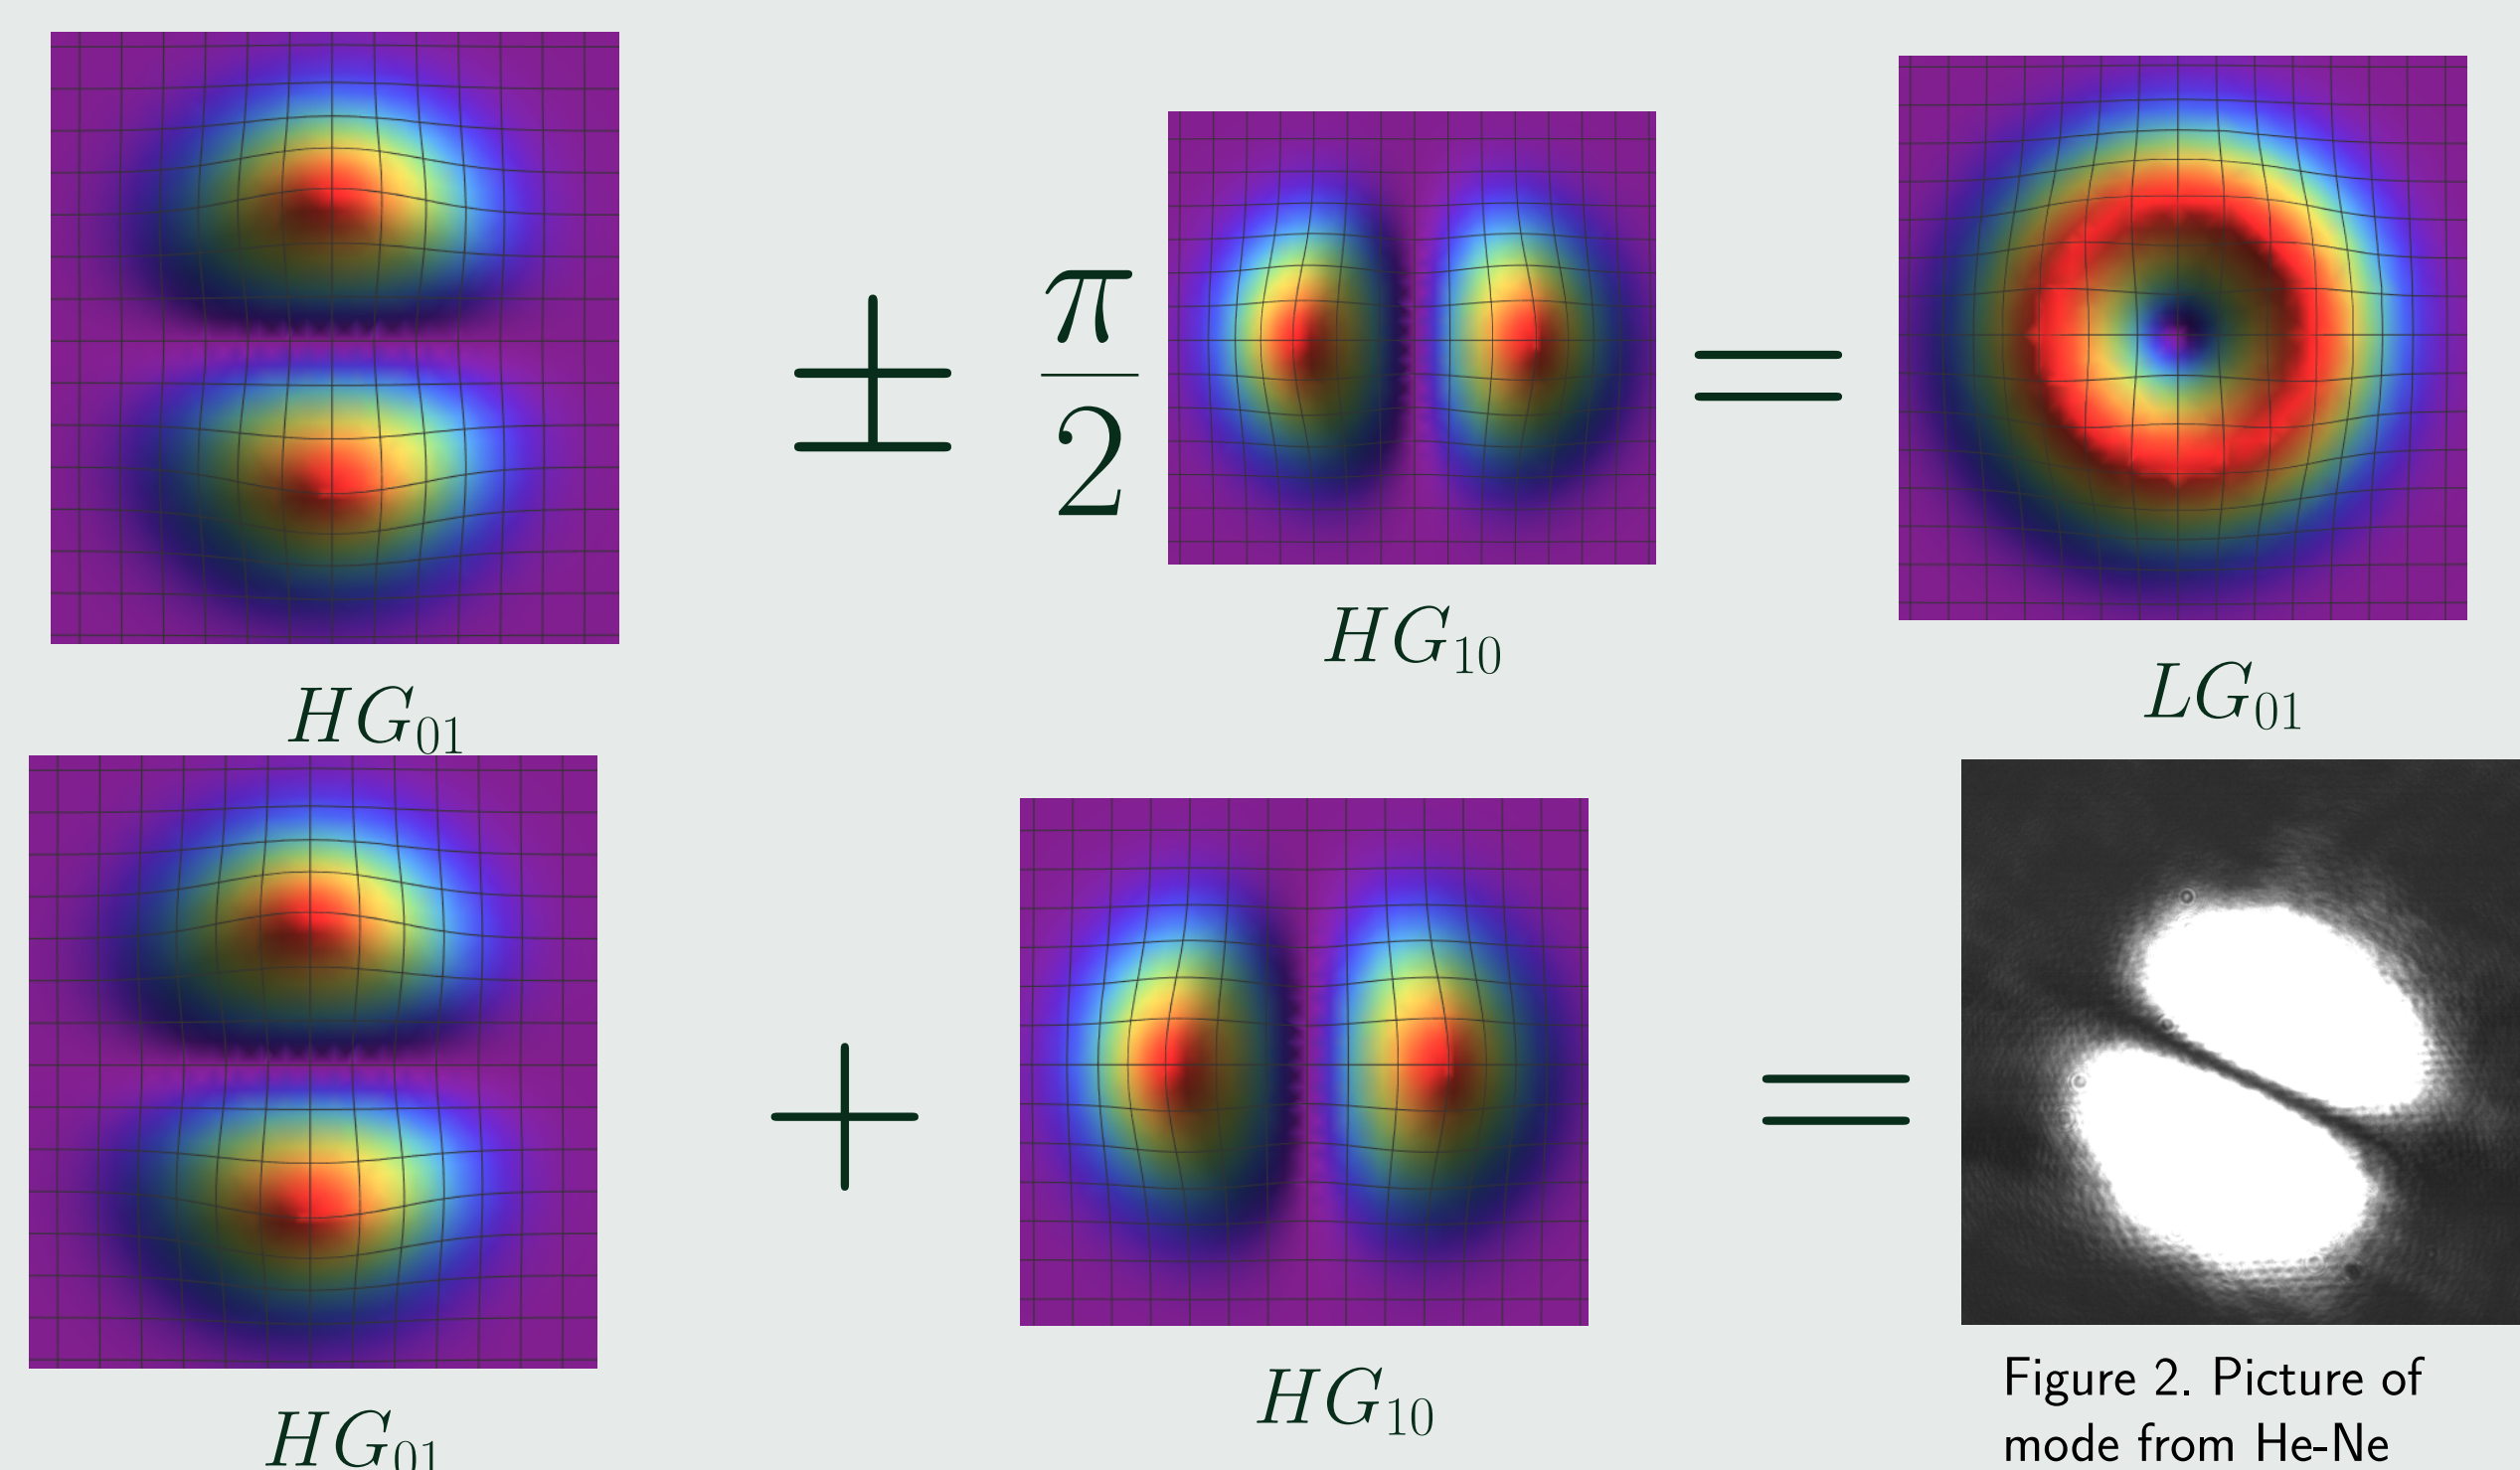 ± π/2 =
HG₁₀
LG₀₁
HG₀₁
+ =
HG₁₀
HG₀₁
Figure 2. Picture of
mode from He-Ne